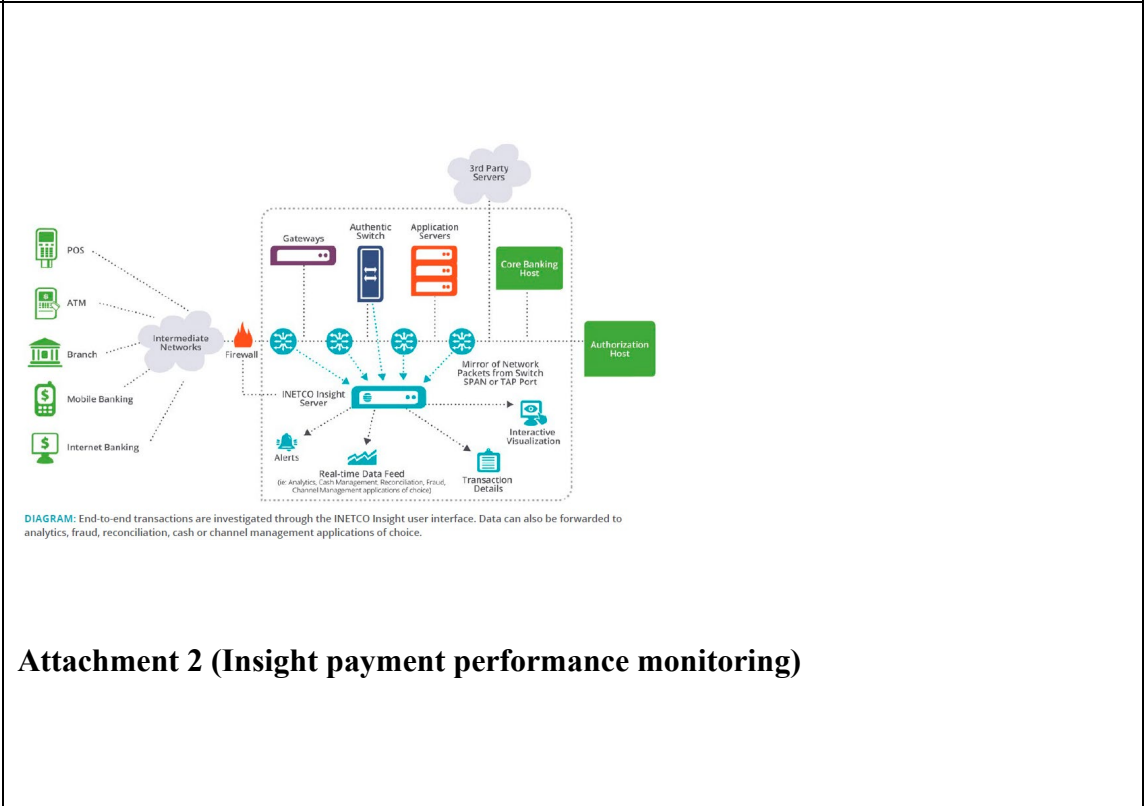 3rd Party
Servers
Gateways
Authentic
Switch
Application
Servers
POS
Core Banking
Host
ATM
Intermediate
Networks
Firewall
Authorization
Host
Branch
Mirror of Network
Packets from Switch
SPAN or TAP Port
Mobile Banking
INETCO Insight
Server
Interactive
Visualization
Internet Banking
Alerts
Real-time Data Feed
(ie: Analytics, Cash Management, Reconciliation, Fraud,
Channel Management applications of choice)
Transaction
Details
DIAGRAM: End-to-end transactions are investigated through the INETCO Insight user interface. Data can also be forwarded to
analytics, fraud, reconciliation, cash or channel management applications of choice.
Attachment 2 (Insight payment performance monitoring)